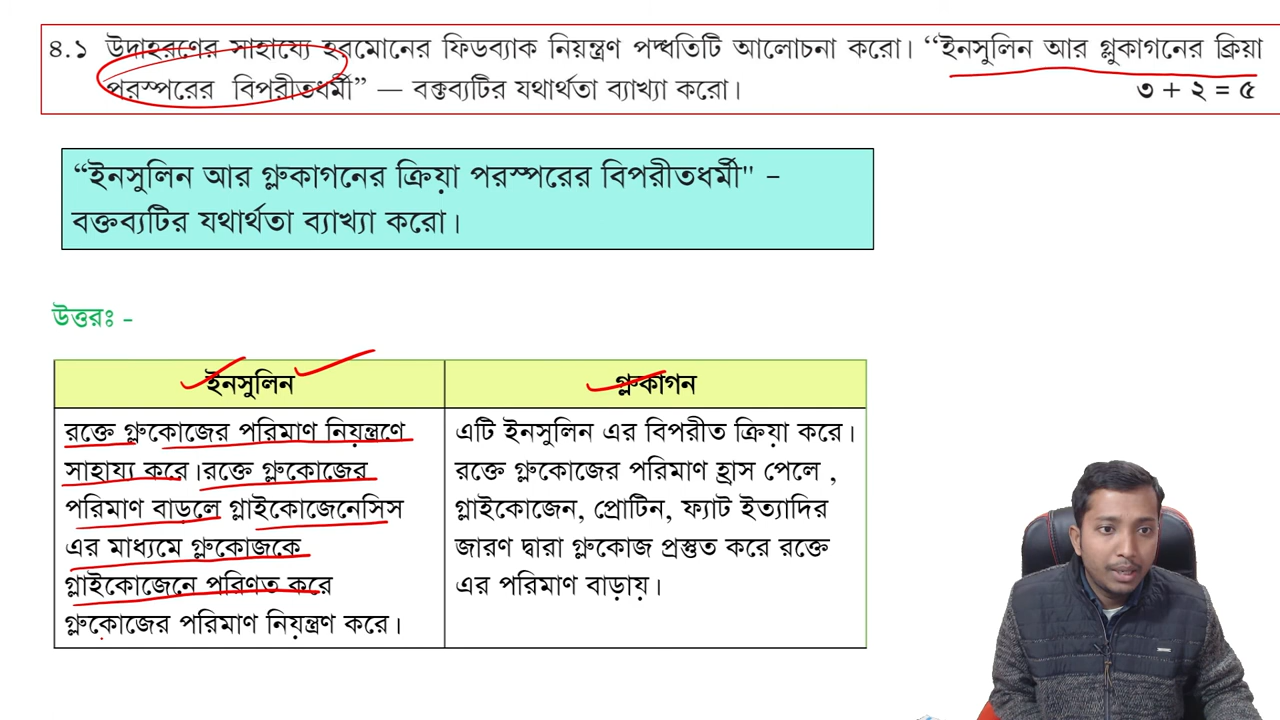 ৪.১ উদাহরণের সাহায্যে হরমোনের ফিডব্যাক নিয়ন্ত্রণ পদ্ধতিটি আলোচনা করো। “ইনসুলিন আর গ্লুকাগনের ক্রিয়া
পরস্পরের বিপরীতধর্মী” — বক্তব্যটির যথার্থতা ব্যাখ্যা করো। ৩ + ২ = ৫
“ইনসুলিন আর গ্লুকাগনের ক্রিয়া পরস্পরের বিপরীতধর্মী" –
বক্তব্যটির যথার্থতা ব্যাখ্যা করো।
উত্তরঃ -
ইনসুলিন
রক্তে গ্লুকোজের পরিমাণ নিয়ন্ত্রণে
সাহায্য করে। রক্তে গ্লুকোজের
পরিমাণ বাড়লে গ্লাইকোজেনেসিস
এর মাধ্যমে গ্লুকোজকে
গ্লাইকোজেনে পরিণত করে
গ্লুকোজের পরিমাণ নিয়ন্ত্রণ করে।
গ্লুকাগন
এটি ইনসুলিন এর বিপরীত ক্রিয়া করে।
রক্তে গ্লুকোজের পরিমাণ হ্রাস পেলে ,
গ্লাইকোজেন, প্রোটিন, ফ্যাট ইত্যাদির
জারণ দ্বারা গ্লুকোজ প্রস্তুত করে রক্তে
এর পরিমাণ বাড়ায়।